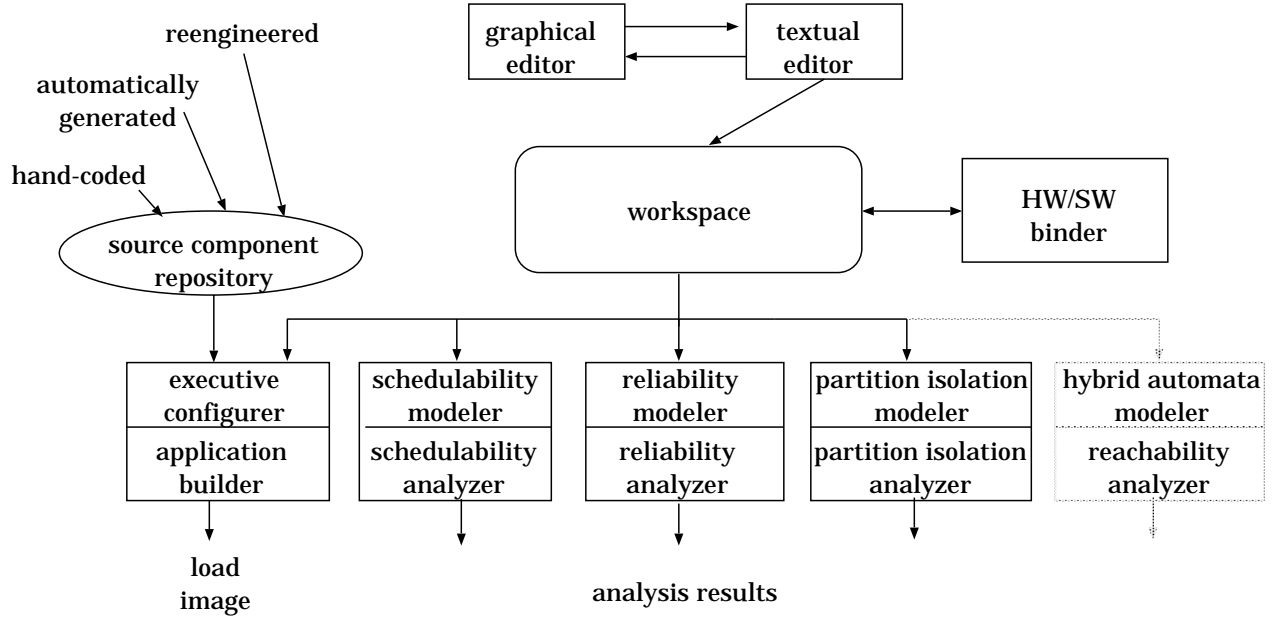 reengineered
graphical
editor
textual
editor
automatically
generated
hand-coded
workspace
HW/SW
binder
source component
repository
executive
configurer
schedulability
modeler
reliability
modeler
partition isolation
modeler
hybrid automata
modeler
application
builder
schedulability
analyzer
reliability
analyzer
partition isolation
analyzer
reachability
analyzer
load
image
analysis results